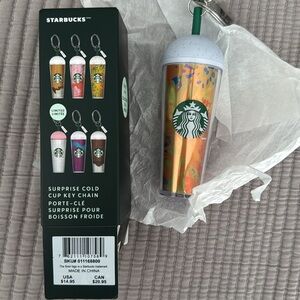 STARBUCKS™
LIMITED
SURPRISE COLD
CUP KEY CHAIN
PORTE-CLÉ
SURPRISE POUR
BOISSON FROIDE
SKU# 011168800
MADE IN CHINA
USA
CAN
$14.95
$20.95